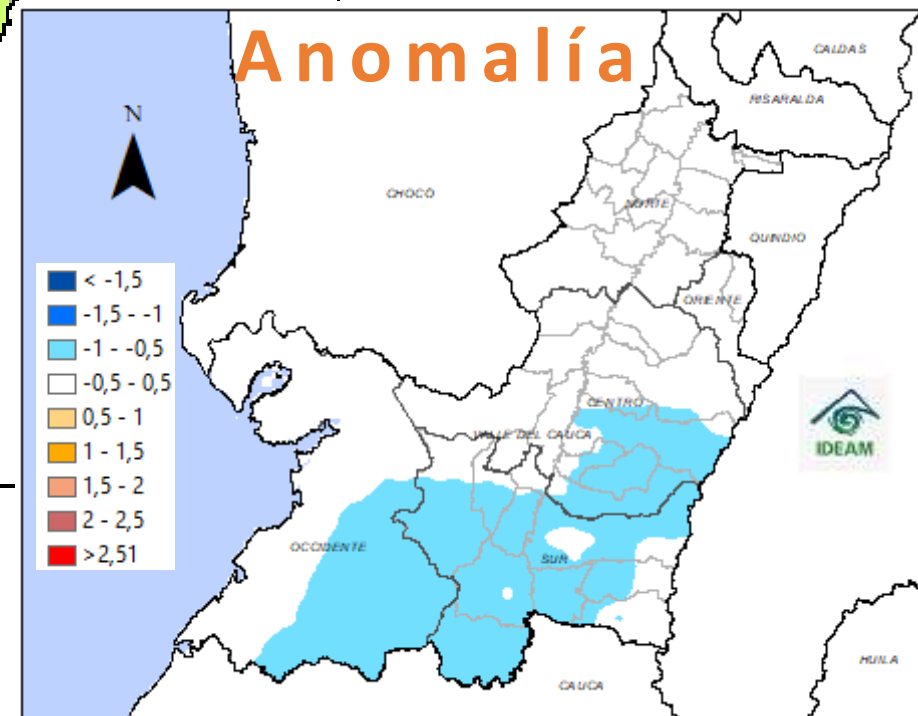 Anomalía
CALDAS
RISARALDA
N
CHOCO
NORTE
QUINDIO
< -1,5
-1,5 - -1
-1 - -0,5
-0,5 - 0,5
0,5 - 1
1 - 1,5
1,5 - 2
2 - 2,5
>2,51
ORIENTE
CENTRO
VALLE DEL CAUCA
IDEAM
OCCIDENTE
SUR
HUILA
CAUCA